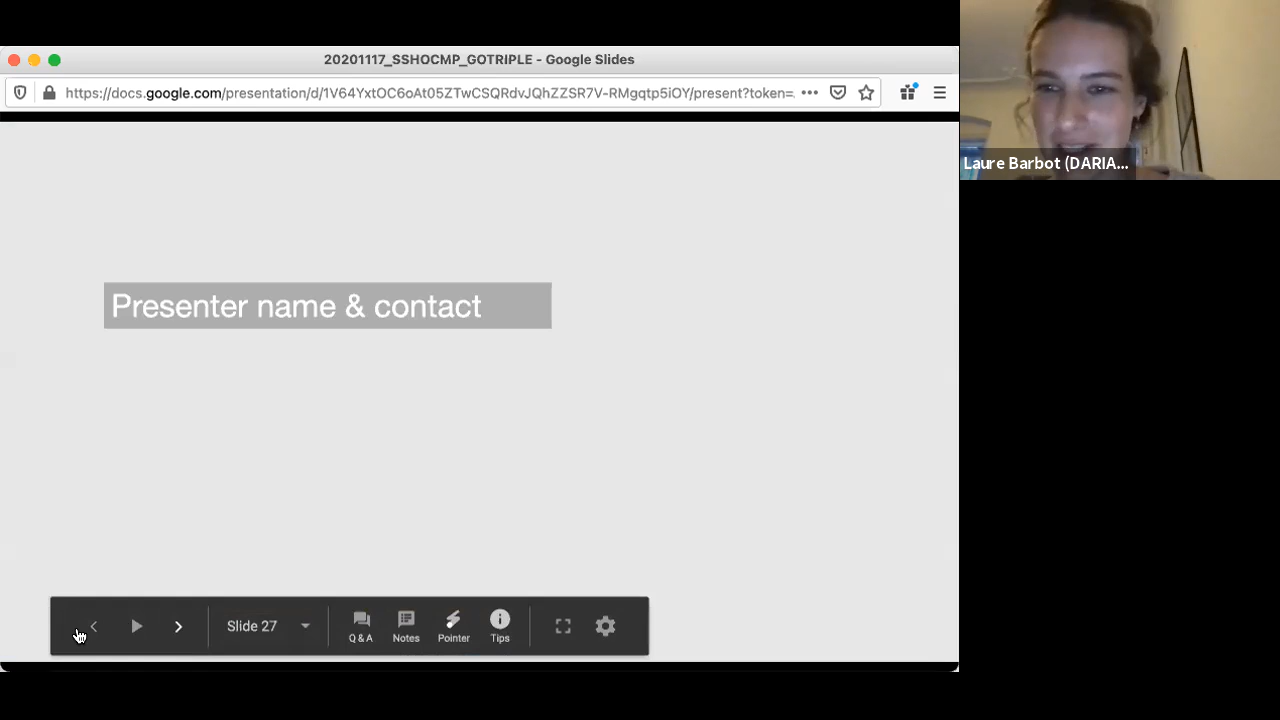 20201117_SSHOCMP_GOTRIPLE - Google Slides
https://docs.google.com/presentation/d/1V64YxtOC6oAt05ZTwCSQRdvJQhZZSR7V-RMgqtp5iOY/present?token=
Laure Barbot (DARIA...
Presenter name & contact
Slide 27
Q & A
Notes
Pointer
Tips